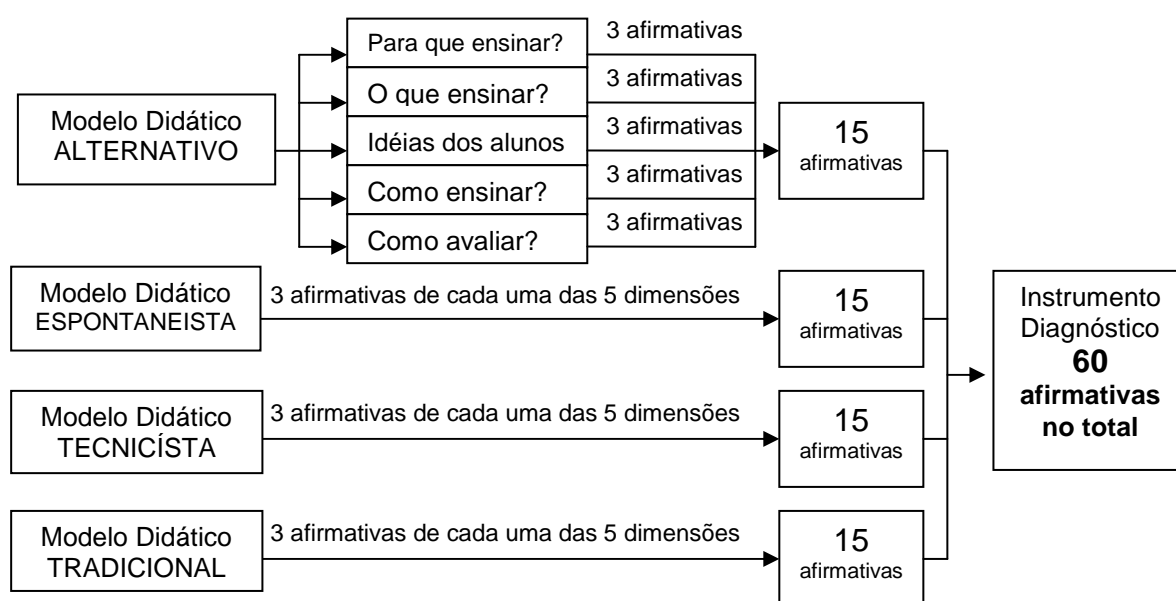 Para que ensinar?
3 afirmativas
O que ensinar?
3 afirmativas
Modelo Didático
ALTERNATIVO
Idéias dos alunos
3 afirmativas
15
afirmativas
Como ensinar?
3 afirmativas
Como avaliar?
3 afirmativas
Modelo Didático
ESPONTANEISTA
3 afirmativas de cada uma das 5 dimensões
15
afirmativas
Modelo Didático
TECNICÍSTA
3 afirmativas de cada uma das 5 dimensões
15
afirmativas
Modelo Didático
TRADICIONAL
3 afirmativas de cada uma das 5 dimensões
15
afirmativas
Instrumento
Diagnóstico
60
afirmativas
no total